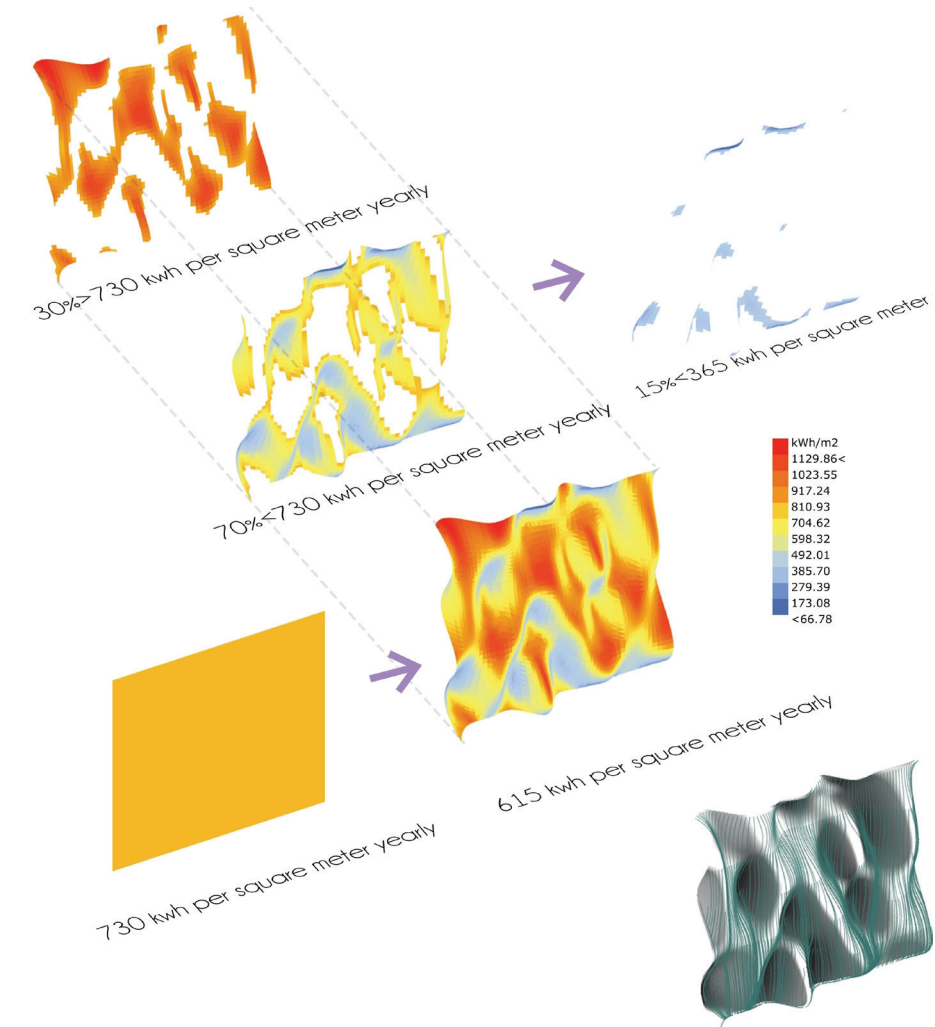 30%>730 kwh per square meter yearly
70%<730 kwh per square meter yearly
15%<365 kwh per square meter
kWh/m2
1129.86<
1023.55
917.24
810.93
704.62
598.32
492.01
385.70
279.39
173.08
<66.78
615 kwh per square meter yearly
730 kwh per square meter yearly